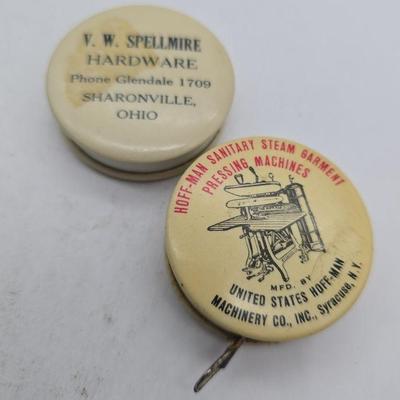 V. W. SPELLMIRE
HARDWARE
Phone Glendale 1709
SHARONVILLE,
OHIO
HOFF-MAN SANITARY STEAM GARMENT
PRESSING MACHINES
MFD. BY
UNITED STATES HOFF-MAN
MACHINERY CO., INC., Syracuse, N.Y.